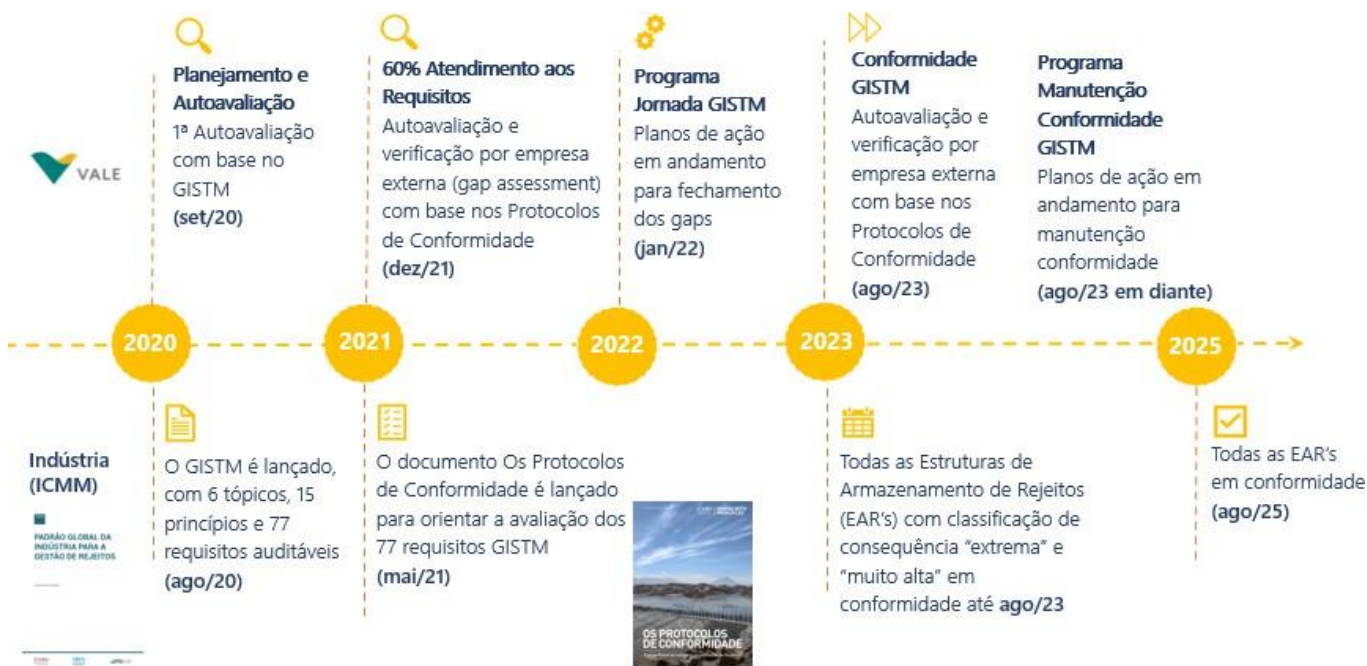 Planejamento e
Autoavaliação
1ª Autoavaliação
com base no
GISTM
(set/20)
60% Atendimento aos
Requisitos
Autoavaliação e
verificação por empresa
externa (gap assessment)
com base nos Protocolos
de Conformidade
(dez/21)
Programa
Jornada GISTM
Planos de ação
em andamento
para fechamento
dos gaps
(jan/22)
Conformidade
GISTM
Autoavaliação e
verificação por
empresa externa
com base nos
Protocolos de
Conformidade
(ago/23)
Programa
Manutenção
Conformidade
GISTM
Planos de ação em
andamento para
manutenção
conformidade
(ago/23 em diante)
VALE
2020
2021
2022
2023
2025
Indústria
(ICMM)
PADRÃO GLOBAL DA
INDÚSTRIA PARA A
GESTÃO DE REJEITOS
O GISTM é lançado,
com 6 tópicos, 15
princípios e 77
requisitos auditáveis
(ago/20)
O documento Os Protocolos
de Conformidade é lançado
para orientar a avaliação dos
77 requisitos GISTM
(mai/21)
OS PROTOCOLOS
DE CONFORMIDADE
Todas as Estruturas de
Armazenamento de Rejeitos
(EAR's) com classificação de
consequência "extrema" e
"muito alta" em
conformidade até ago/23
Todas as EAR's
em conformidade
(ago/25)